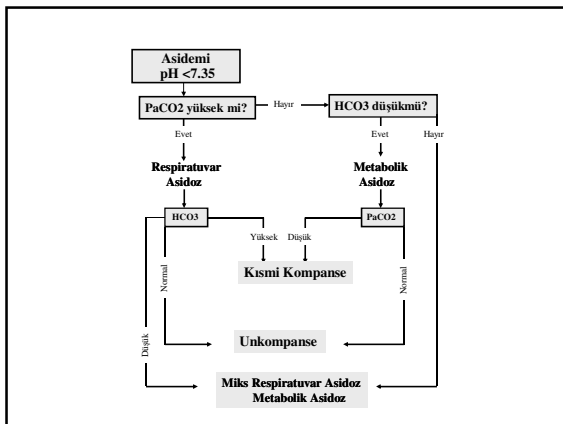 Asidemi
pH <7.35
PaCO2 yüksek mi?
Hayır
HCO3 düşükmü?
Evet
Evet
Hayır
Respiratuvar
Asidoz
Metabolik
Asidoz
HCO3
PaCO2
Yüksek
Düşük
Kısmi Kompanse
Normal
Normal
Unkompanse
Düşük
Miks Respiratuvar Asidoz
Metabolik Asidoz